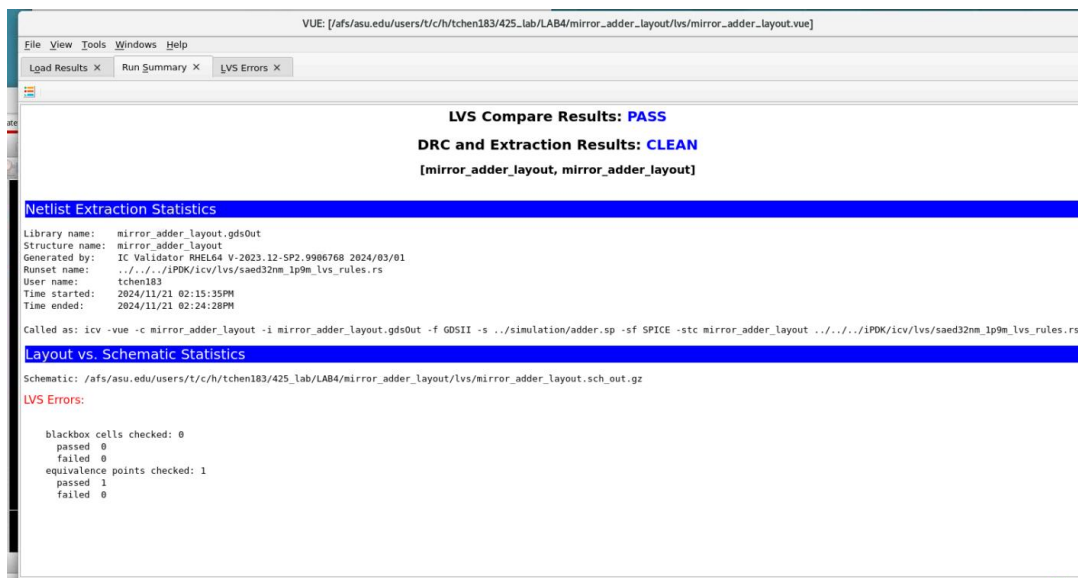 VUE: [/afs/asu.edu/users/t/c/h/tchen183/425_lab/LAB4/mirror_adder_layout/lvs/mirror_adder_layout.vue]
File View Tools Windows Help
Load Results × Run Summary × LVS Errors ×
LVS Compare Results: PASS
DRC and Extraction Results: CLEAN
[mirror_adder_layout, mirror_adder_layout]
Netlist Extraction Statistics
Library name: mirror_adder_layout.gdsOut
Structure name: mirror_adder_layout
Generated by: IC Validator RHEL64 V-2023.12-SP2.9906768 2024/03/01
Runset name: ../../../iPDK/icv/lvs/saed32nm_1p9m_lvs_rules.rs
User name: tchen183
Time started: 2024/11/21 02:15:35PM
Time ended: 2024/11/21 02:24:28PM
Called as: icv -vue -c mirror_adder_layout -i mirror_adder_layout.gdsOut -f GDSII -s ../simulation/adder.sp -sf SPICE -stc mirror_adder_layout ../../../iPDK/icv/lvs/saed32nm_1p9m_lvs_rules.rs
Layout vs. Schematic Statistics
Schematic: /afs/asu.edu/users/t/c/h/tchen183/425_lab/LAB4/mirror_adder_layout/lvs/mirror_adder_layout.sch_out.gz
LVS Errors:
blackbox cells checked: 0
passed 0
failed 0
equivalence points checked: 1
passed 1
failed 0